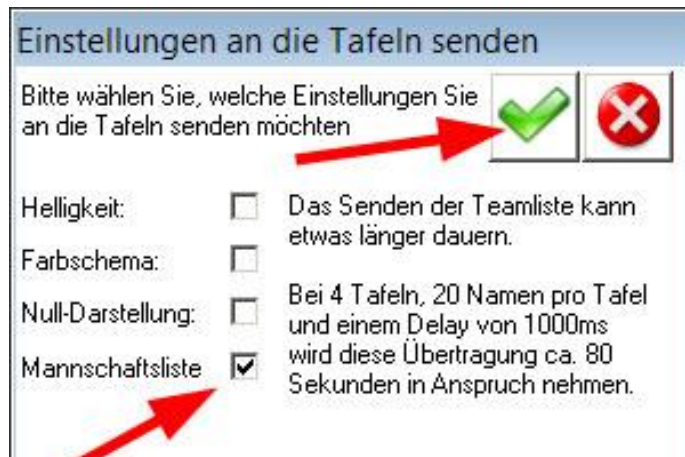 Einstellungen an die Tafeln senden
Bitte wählen Sie, welche Einstellungen Sie
an die Tafeln senden möchten
Helligkeit:
Farbschema:
Null-Darstellung:
Mannschaftsliste
Das Senden der Teamliste kann
etwas länger dauern.
Bei 4 Tafeln, 20 Namen pro Tafel
und einem Delay von 1000ms
wird diese Übertragung ca. 80
Sekunden in Anspruch nehmen.